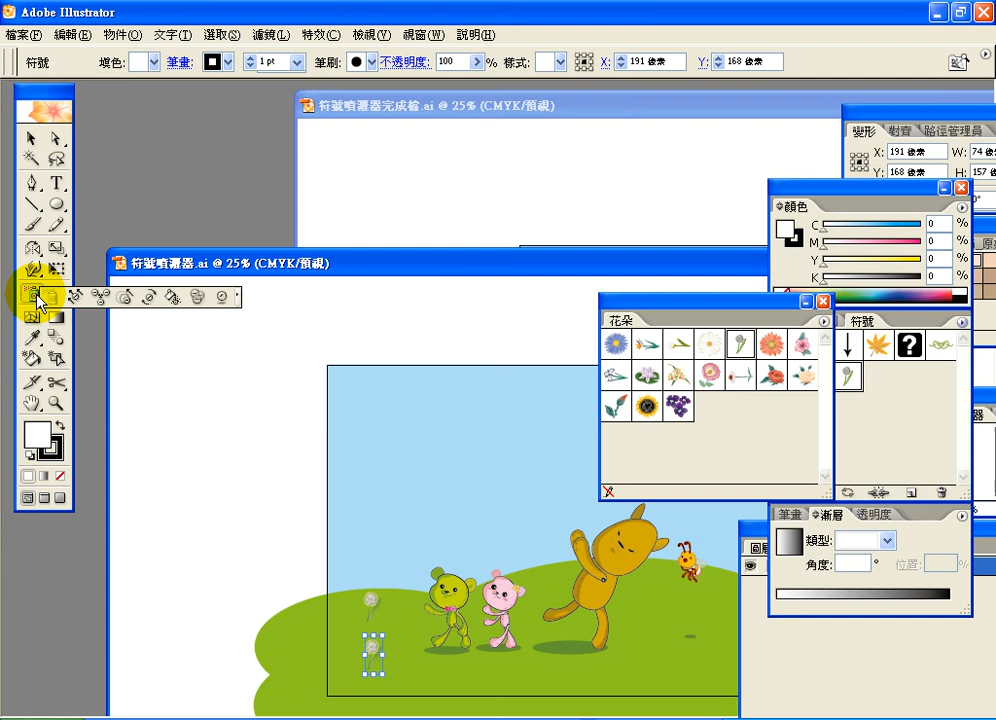 Adobe Illustrator
檔案(F) 編輯(E) 物件(O) 文字(T) 選取(S) 濾鏡(L) 特效(C) 檢視(V) 視窗(W) 說明(H)
符號 填色: 筆畫: 1 pt 筆刷: 不透明度: 100 % 樣式: X: 191 像素 Y: 168 像素
符號噴灑器完成檔.ai @ 25% (CMYK/預視)
變形 對齊 路徑管理員
X: 191 像素 W: 74 像
Y: 168 像素 H: 157 像
顏色
C 0 %
M 0 %
Y 0 %
K 0 %
符號噴灑器.ai @ 25% (CMYK/預視)
花朵
符號
筆畫 漸層 透明度
類型:
角度: ° 位置: %